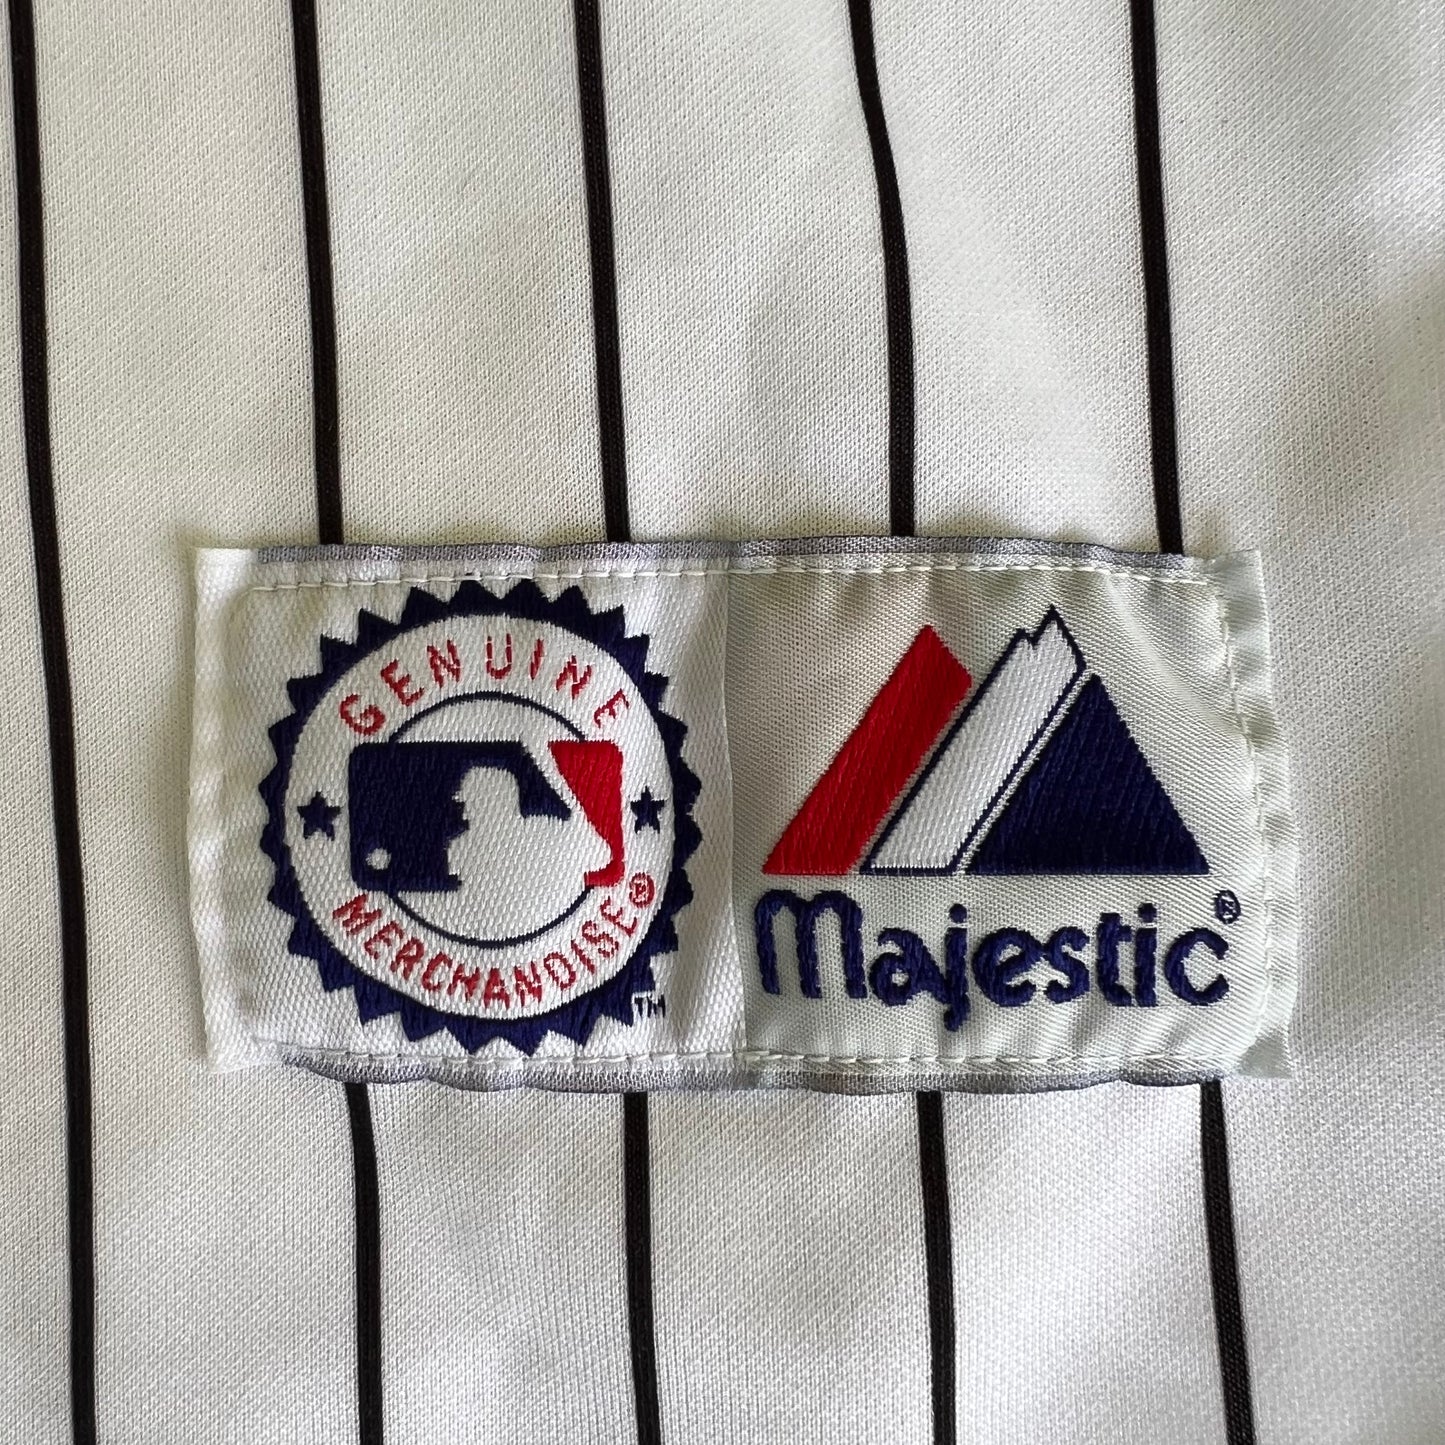 GENUINE
MERCHANDISE®
™
Majestic®